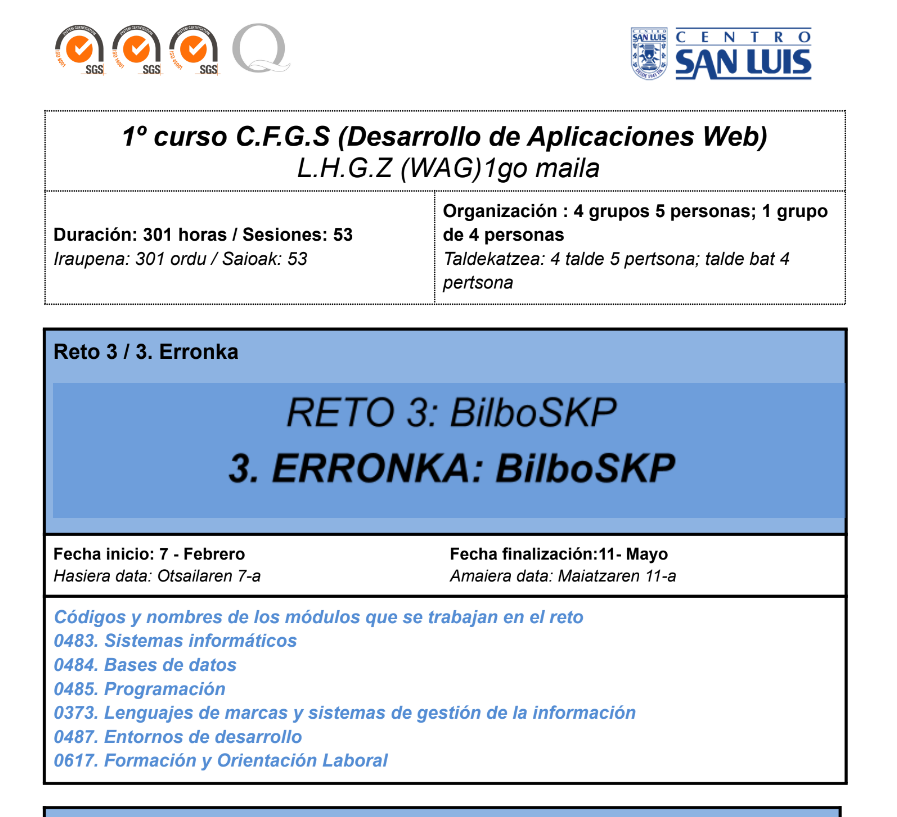 SGS SGS SGS Q
CENTRO
SAN LUIS
1º curso C.F.G.S (Desarrollo de Aplicaciones Web)
L.H.G.Z (WAG)1go maila
Duración: 301 horas / Sesiones: 53
Iraupena: 301 ordu / Saioak: 53
Organización : 4 grupos 5 personas; 1 grupo
de 4 personas
Taldekatzea: 4 talde 5 pertsona; talde bat 4
pertsona
Reto 3 / 3. Erronka
RETO 3: BilboSKP
3. ERRONKA: BilboSKP
Fecha inicio: 7 - Febrero
Hasiera data: Otsailaren 7-a
Fecha finalización:11- Mayo
Amaiera data: Maiatzaren 11-a
Códigos y nombres de los módulos que se trabajan en el reto
0483. Sistemas informáticos
0484. Bases de datos
0485. Programación
0373. Lenguajes de marcas y sistemas de gestión de la información
0487. Entornos de desarrollo
0617. Formación y Orientación Laboral